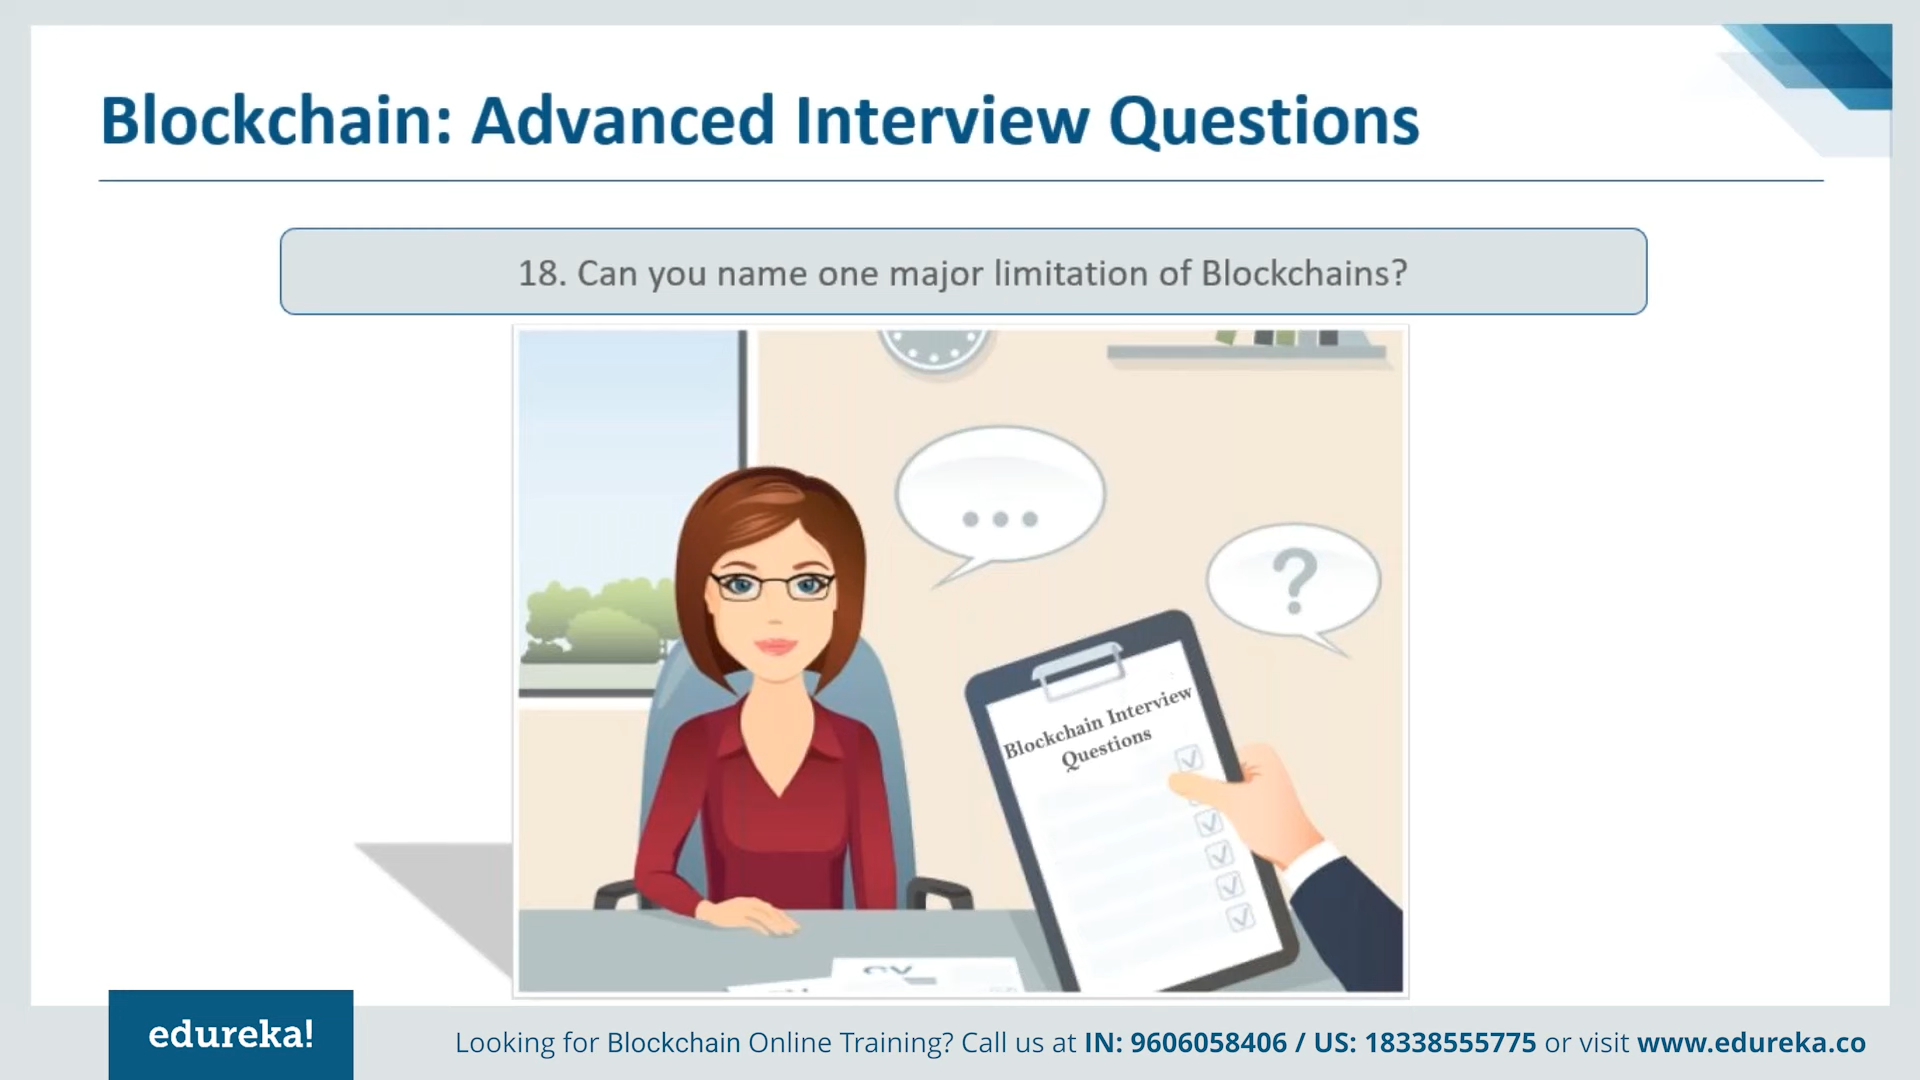 Blockchain: Advanced Interview Questions
18. Can you name one major limitation of Blockchains?
...
?
Blockchain Interview
Questions
CV
edureka!
Looking for Blockchain Online Training? Call us at IN: 9606058406 / US: 18338555775 or visit www.edureka.co